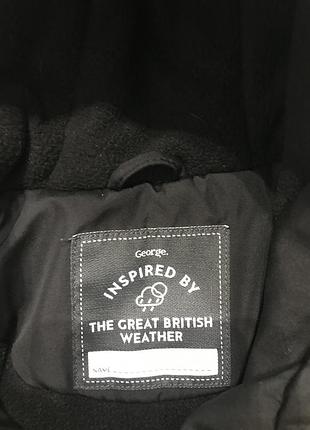 George.
INSPIRED BY
THE GREAT BRITISH
WEATHER
NAME